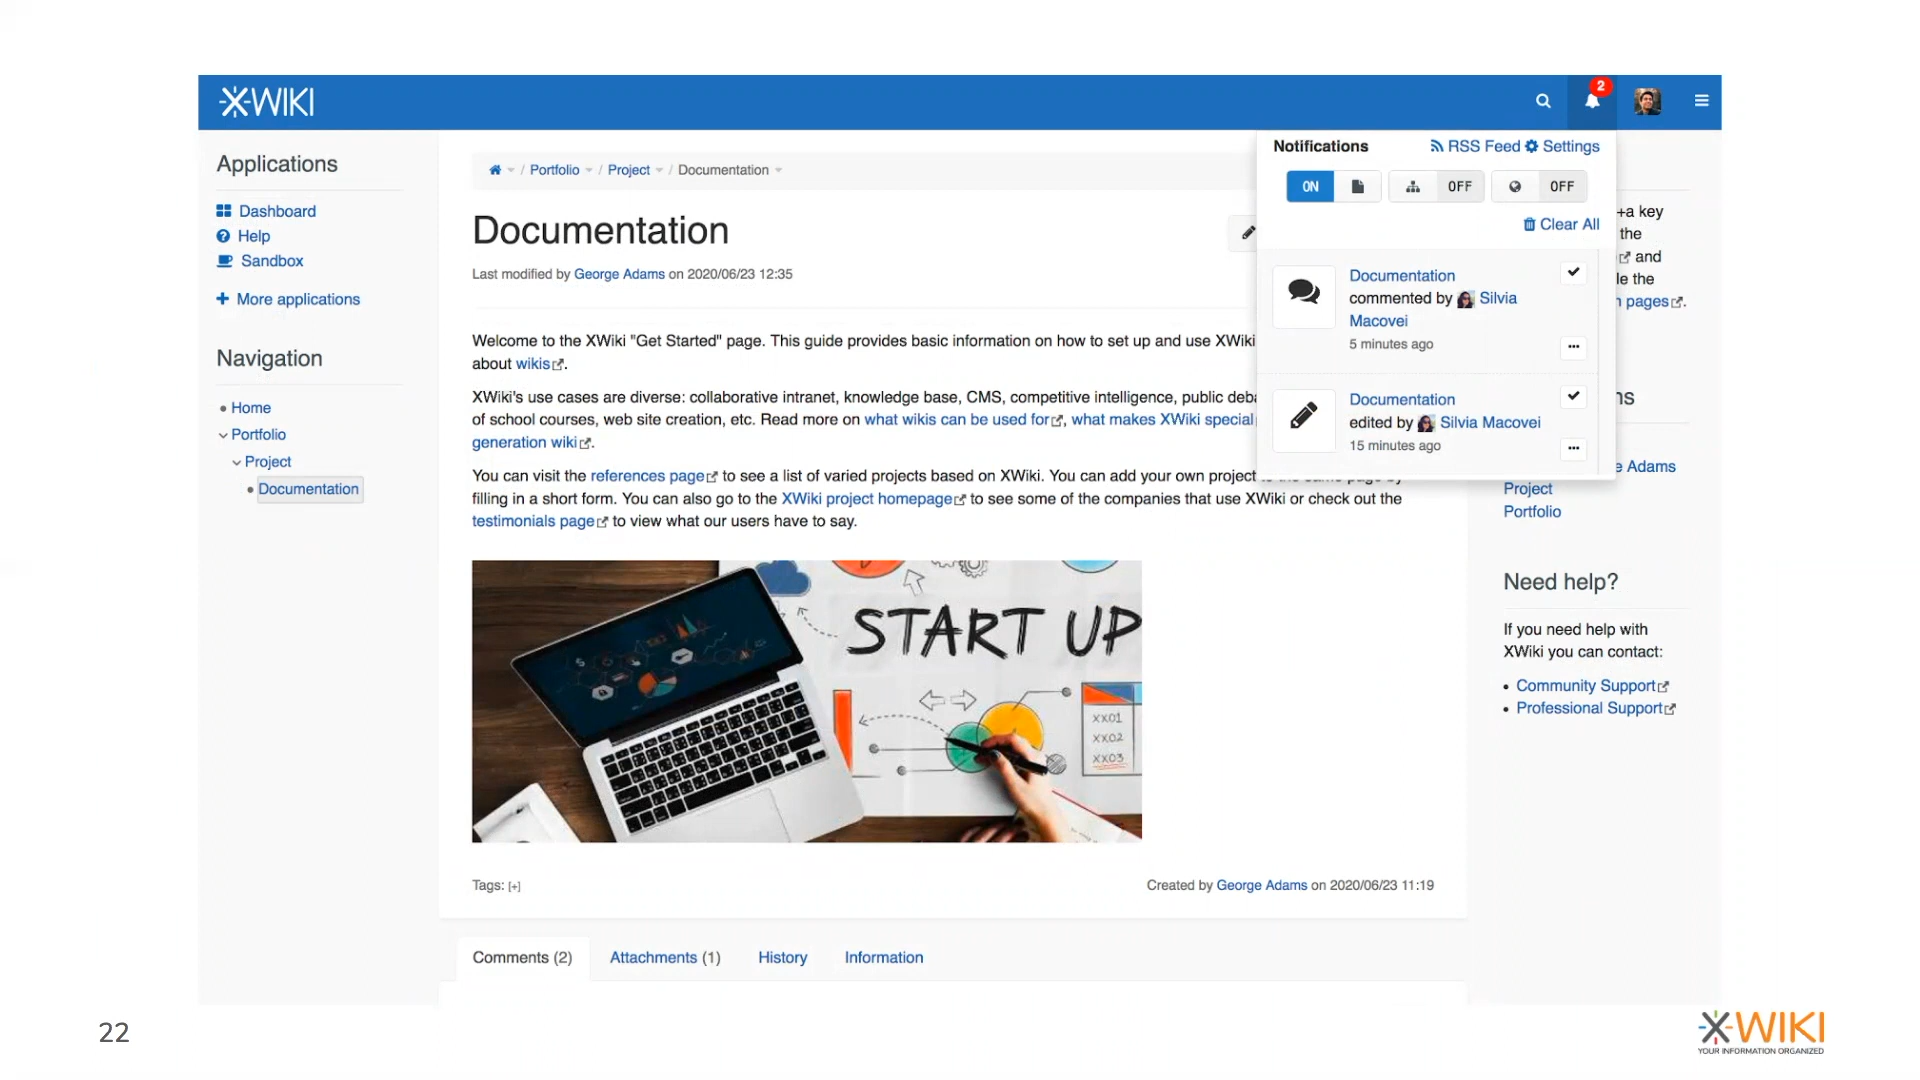 XWIKI
2
Applications
Dashboard
Help
Sandbox
More applications
Navigation
Home
Portfolio
Project
Documentation
/ Portfolio / Project / Documentation
Documentation
Last modified by George Adams on 2020/06/23 12:35
Welcome to the XWiki "Get Started" page. This guide provides basic information on how to set up and use XWiki
about wikis.
XWiki's use cases are diverse: collaborative intranet, knowledge base, CMS, competitive intelligence, public deba
of school courses, web site creation, etc. Read more on what wikis can be used for, what makes XWiki special
generation wiki.
You can visit the references page to see a list of varied projects based on XWiki. You can add your own project
filling in a short form. You can also go to the XWiki project homepage to see some of the companies that use XWiki or check out the
testimonials page to view what our users have to say.
START UP
XX01
XX02
XX03
Tags: [+]
Created by George Adams on 2020/06/23 11:19
Comments (2)
Attachments (1)
History
Information
Notifications
RSS Feed Settings
ON OFF OFF
Clear All
Documentation
commented by Silvia
Macovei
5 minutes ago
Documentation
edited by Silvia Macovei
15 minutes ago
+a key
the
and
le the
n pages.
ns
e Adams
Project
Portfolio
Need help?
If you need help with
XWiki you can contact:
Community Support
Professional Support
22
XWIKI
YOUR INFORMATION ORGANIZED